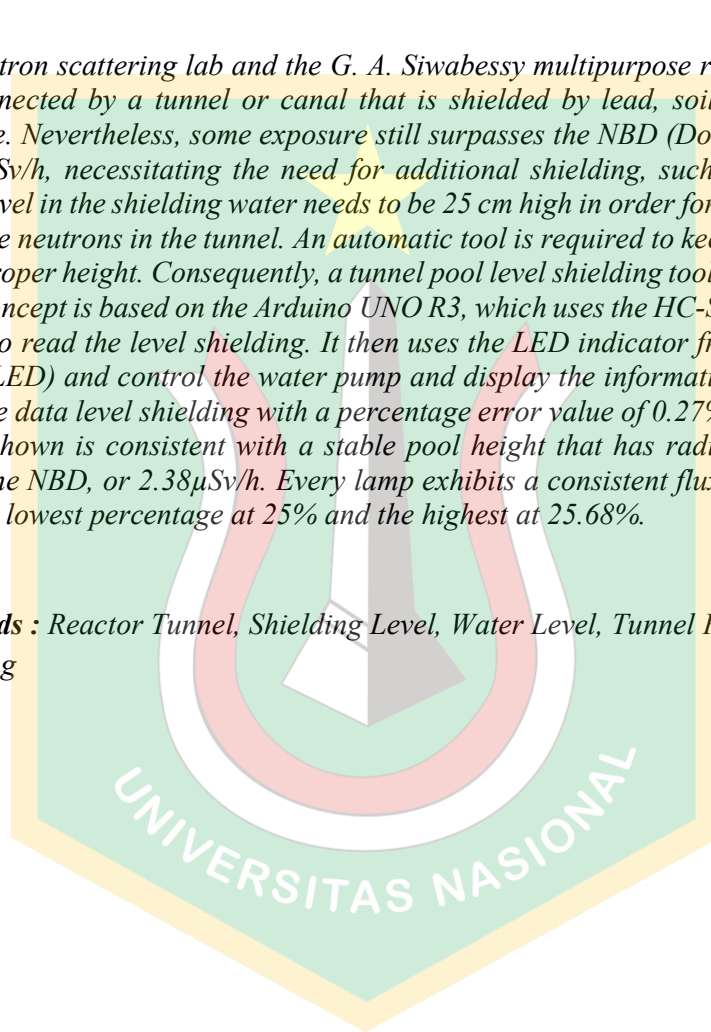 tron scattering lab and the G. A. Siwabessy multipurpose r
nected by a tunnel or canal that is shielded by lead, soil
e. Nevertheless, some exposure still surpasses the NBD (Do
Sv/h, necessitating the need for additional shielding, such
vel in the shielding water needs to be 25 cm high in order for
e neutrons in the tunnel. An automatic tool is required to kee
roper height. Consequently, a tunnel pool level shielding tool
oncept is based on the Arduino UNO R3, which uses the HC-S
o read the level shielding. It then uses the LED indicator fr
LED) and control the water pump and display the informati
e data level shielding with a percentage error value of 0.27%
hown is consistent with a stable pool height that has radi
he NBD, or 2.38μSv/h. Every lamp exhibits a consistent flux
lowest percentage at 25% and the highest at 25.68%.
ds : Reactor Tunnel, Shielding Level, Water Level, Tunnel
g
UNIVERSITAS NASIONAL